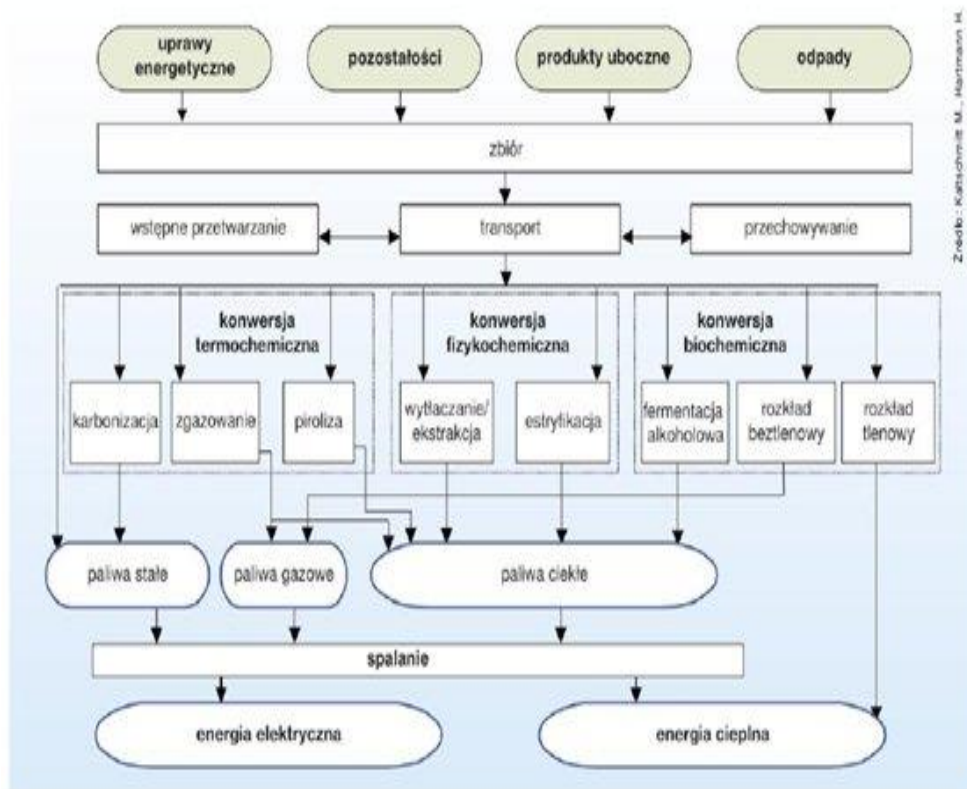 uprawy
energetyczne
pozostałości
produkty uboczne
odpady
zbiór
wstępne przetwarzanie
transport
przechowywanie
konwersja
termochemiczna
konwersja
fizykochemiczna
konwersja
biochemiczna
karbonizacja
zgazowanie
piroliza
wytłaczanie/
ekstrakcja
estryfikacja
fermentacja
alkoholowa
rozkład
beztlenowy
rozkład
tlenowy
paliwa stałe
paliwa gazowe
paliwa ciekłe
spalanie
energia elektryczna
energia cieplna
Źródło: Kaltschmitt M., Hartmann H.